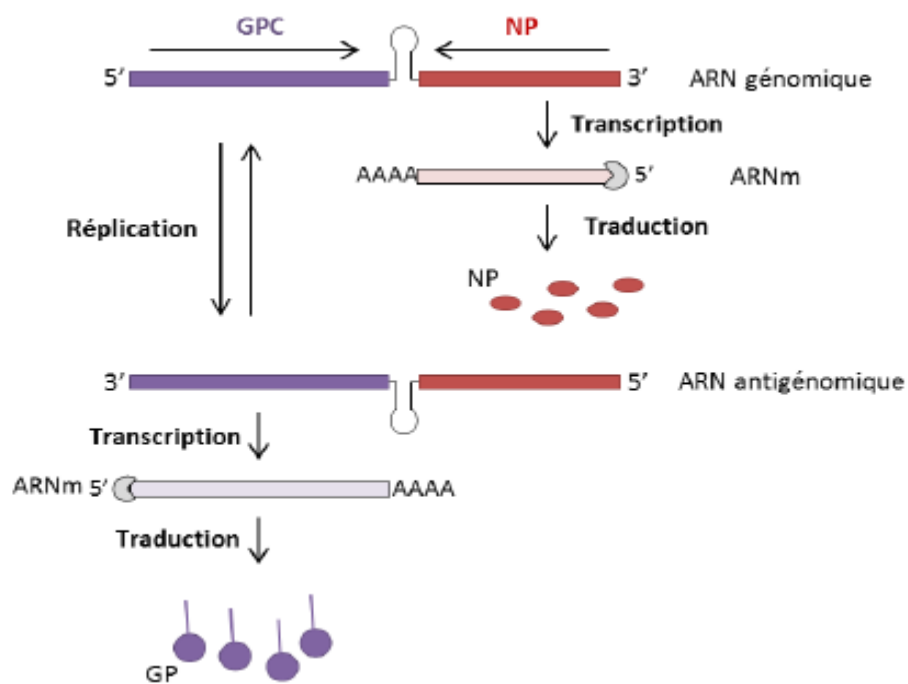 GPC NP
5' 3' ARN génomique
Transcription
AAAA 5' ARNm
Réplication Traduction
NP
3' 5' ARN antigénomique
Transcription
ARNm 5' AAAA
Traduction
GP